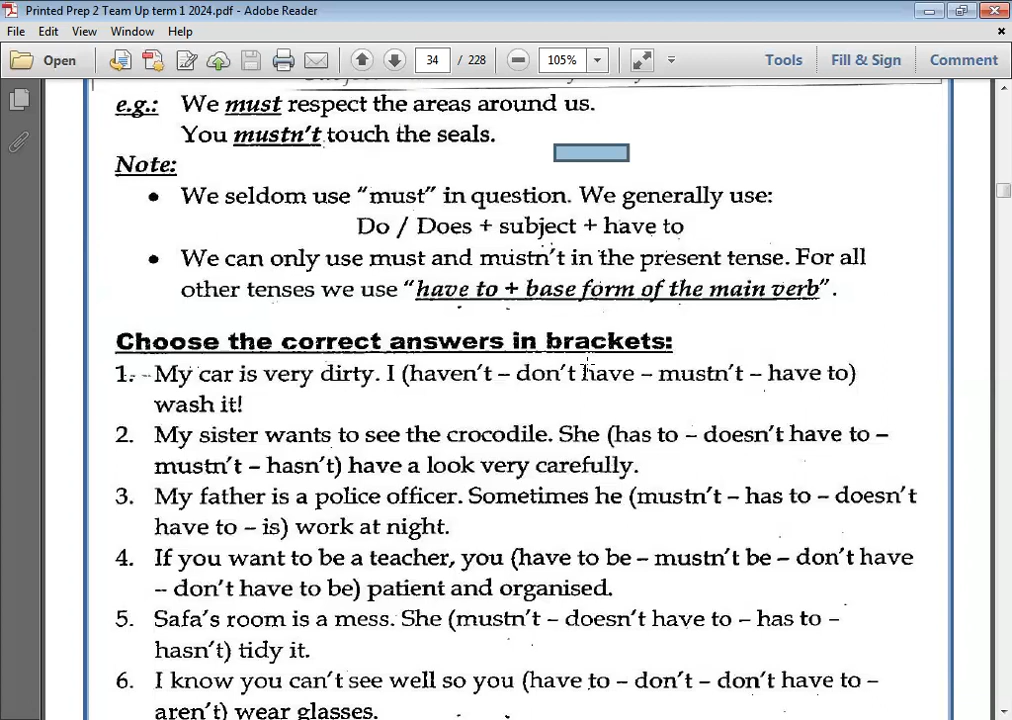 Printed Prep 2 Team Up term 1 2024.pdf - Adobe Reader
File Edit View Window Help
Open 34 / 228 105% Tools Fill & Sign Comment
e.g.: We must respect the areas around us.
You mustn't touch the seals.
Note:
• We seldom use "must" in question. We generally use:
Do / Does + subject + have to
• We can only use must and mustn't in the present tense. For all
other tenses we use "have to + base form of the main verb".
Choose the correct answers in brackets:
1. My car is very dirty. I (haven't – don't have – mustn't – have to)
wash it!
2. My sister wants to see the crocodile. She (has to – doesn't have to –
mustn't – hasn't) have a look very carefully.
3. My father is a police officer. Sometimes he (mustn't – has to – doesn't
have to – is) work at night.
4. If you want to be a teacher, you (have to be – mustn't be – don't have
– don't have to be) patient and organised.
5. Safa's room is a mess. She (mustn't – doesn't have to – has to –
hasn't) tidy it.
6. I know you can't see well so you (have to – don't – don't have to –
aren't) wear glasses.